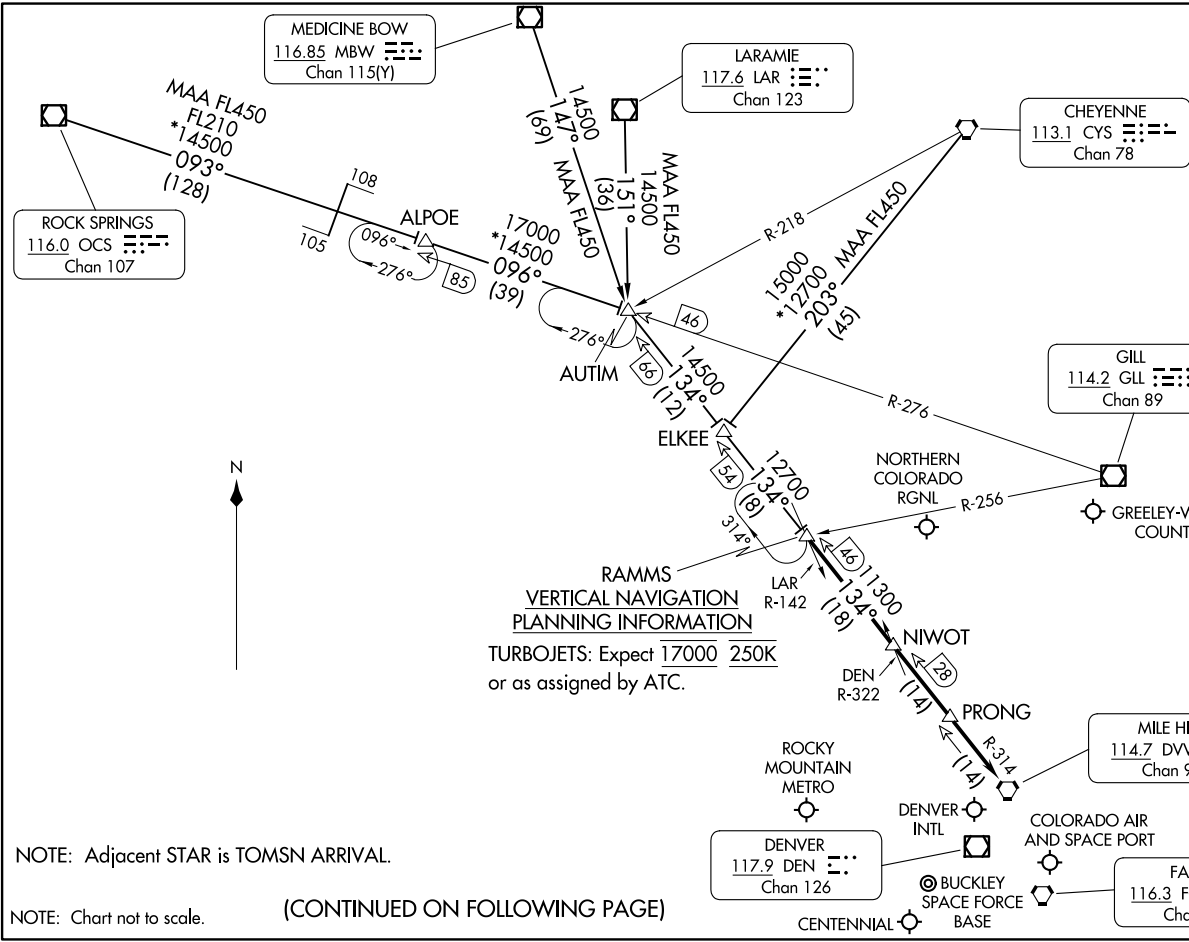 MEDICINE BOW
116.85 MBW
Chan 115(Y)
LARAMIE
117.6 LAR
Chan 123
CHEYENNE
113.1 CYS
Chan 78
ROCK SPRINGS
116.0 OCS
Chan 107
MAA FL450
FL210
*14500
093°
(128)
108
105
ALPOE
096°
276°
85
17000
*14500
096°
(39)
14500
147°
(69)
MAA FL450
MAA FL450
14500
151°
(36)
R-218
MAA FL450
15000
*12700
203°
(45)
276°
AUTIM
46
66
14500
134°
(12)
R-276
GILL
114.2 GLL
Chan 89
ELKEE
54
12700
134°
(8)
314°
NORTHERN
COLORADO
RGNL
R-256
GREELEY-W
COUNT
N
RAMMS
VERTICAL NAVIGATION
PLANNING INFORMATION
TURBOJETS: Expect 17000 250K
or as assigned by ATC.
LAR
R-142
46
11300
134°
(18)
NIWOT
DEN
R-322
28
(14)
PRONG
R-314
(14)
MILE HI
114.7 DVV
Chan 9
ROCKY
MOUNTAIN
METRO
DENVER
INTL
COLORADO AIR
AND SPACE PORT
DENVER
117.9 DEN
Chan 126
BUCKLEY
SPACE FORCE
BASE
FA
116.3 F
Cha
CENTENNIAL
NOTE: Adjacent STAR is TOMSN ARRIVAL.
NOTE: Chart not to scale.
(CONTINUED ON FOLLOWING PAGE)